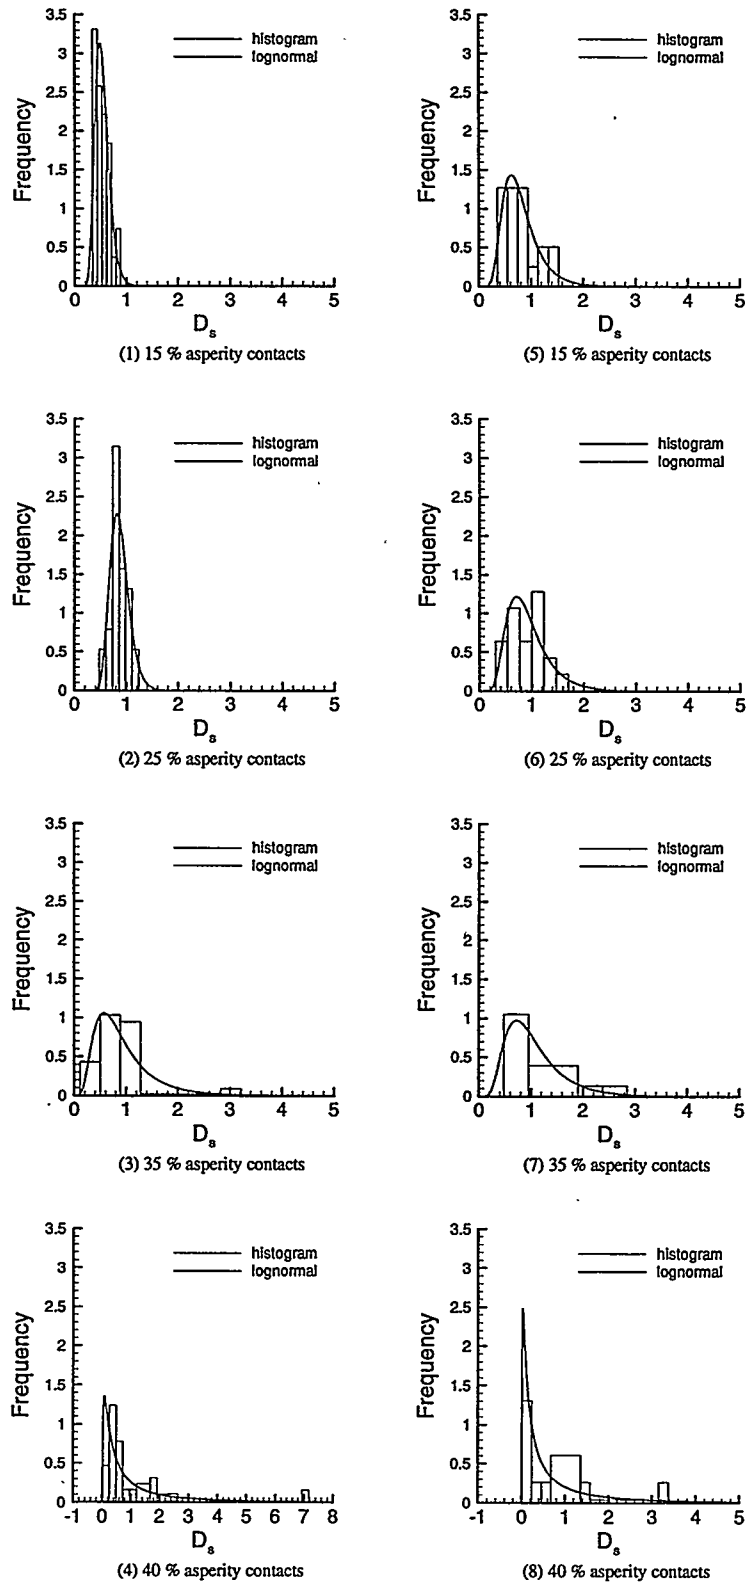 3.5
3
2.5
2
1.5
1
0.5
0
Frequency
histogram
lognormal
0 1 2 3 4 5
D_s
(1) 15 % asperity contacts
3.5
3
2.5
2
1.5
1
0.5
0
Frequency
histogram
lognormal
0 1 2 3 4 5
D_s
(5) 15 % asperity contacts
3.5
3
2.5
2
1.5
1
0.5
0
Frequency
histogram
lognormal
0 1 2 3 4 5
D_s
(2) 25 % asperity contacts
3.5
3
2.5
2
1.5
1
0.5
0
Frequency
histogram
lognormal
0 1 2 3 4 5
D_s
(6) 25 % asperity contacts
3.5
3
2.5
2
1.5
1
0.5
0
Frequency
histogram
lognormal
0 1 2 3 4 5
D_s
(3) 35 % asperity contacts
3.5
3
2.5
2
1.5
1
0.5
0
Frequency
histogram
lognormal
0 1 2 3 4 5
D_s
(7) 35 % asperity contacts
3.5
3
2.5
2
1.5
1
0.5
0
Frequency
histogram
lognormal
-1 0 1 2 3 4 5 6 7 8
D_s
(4) 40 % asperity contacts
3.5
3
2.5
2
1.5
1
0.5
0
Frequency
histogram
lognormal
-1 0 1 2 3 4 5
D_s
(8) 40 % asperity contacts